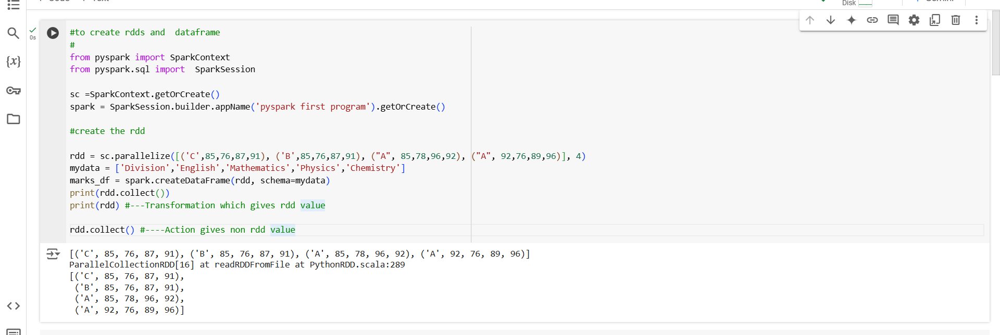 Disk
0s
{x}
#to create rdds and  dataframe
#
from pyspark import SparkContext
from pyspark.sql import  SparkSession
sc =SparkContext.getOrCreate()
spark = SparkSession.builder.appName('pyspark first program').getOrCreate()
#create the rdd
rdd = sc.parallelize([('C',85,76,87,91), ('B',85,76,87,91), ("A", 85,78,96,92), ("A", 92,76,89,96)], 4)
mydata = ['Division','English','Mathematics','Physics','Chemistry']
marks_df = spark.createDataFrame(rdd, schema=mydata)
print(rdd.collect())
print(rdd) #---Transformation which gives rdd value
rdd.collect() #----Action gives non rdd value
[('C', 85, 76, 87, 91), ('B', 85, 76, 87, 91), ('A', 85, 78, 96, 92), ('A', 92, 76, 89, 96)]
ParallelCollectionRDD[16] at readRDDFromFile at PythonRDD.scala:289
[('C', 85, 76, 87, 91),
 ('B', 85, 76, 87, 91),
 ('A', 85, 78, 96, 92),
 ('A', 92, 76, 89, 96)]